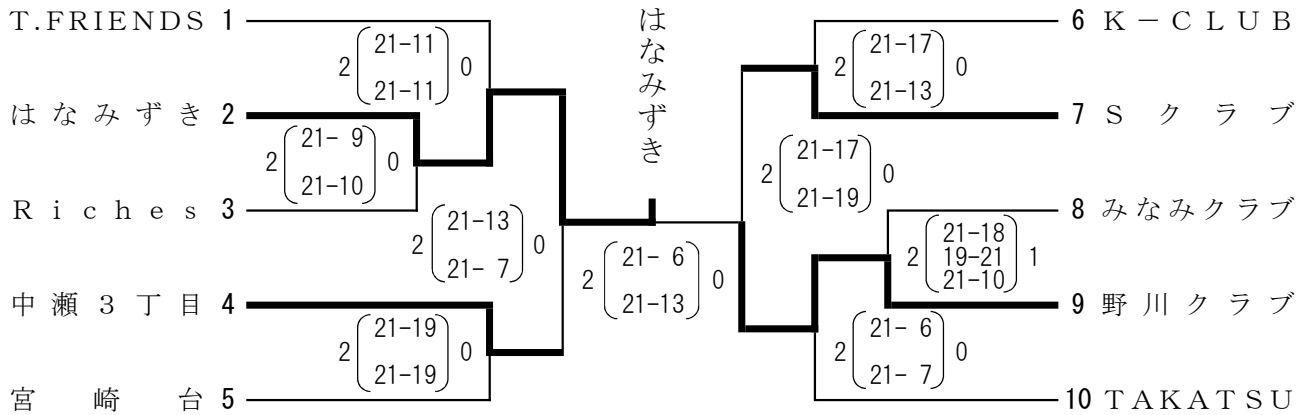 T.FRIENDS 1
2 21-11 0
21-11
はなみずき 2
2 21- 9 0
21-10
Riches 3
2 21-13 0
21- 7
中瀬3丁目 4
2 21-19 0
21-19
宮崎台 5
はなみずき
2 21- 6 0
21-13
6 K-CLUB
2 21-17 0
21-13
7 Sクラブ
2 21-17 0
21-19
8 みなみクラブ
21-18
2 19-21 1
21-10
9 野川クラブ
2 21- 6 0
21- 7
10 TAKATSU